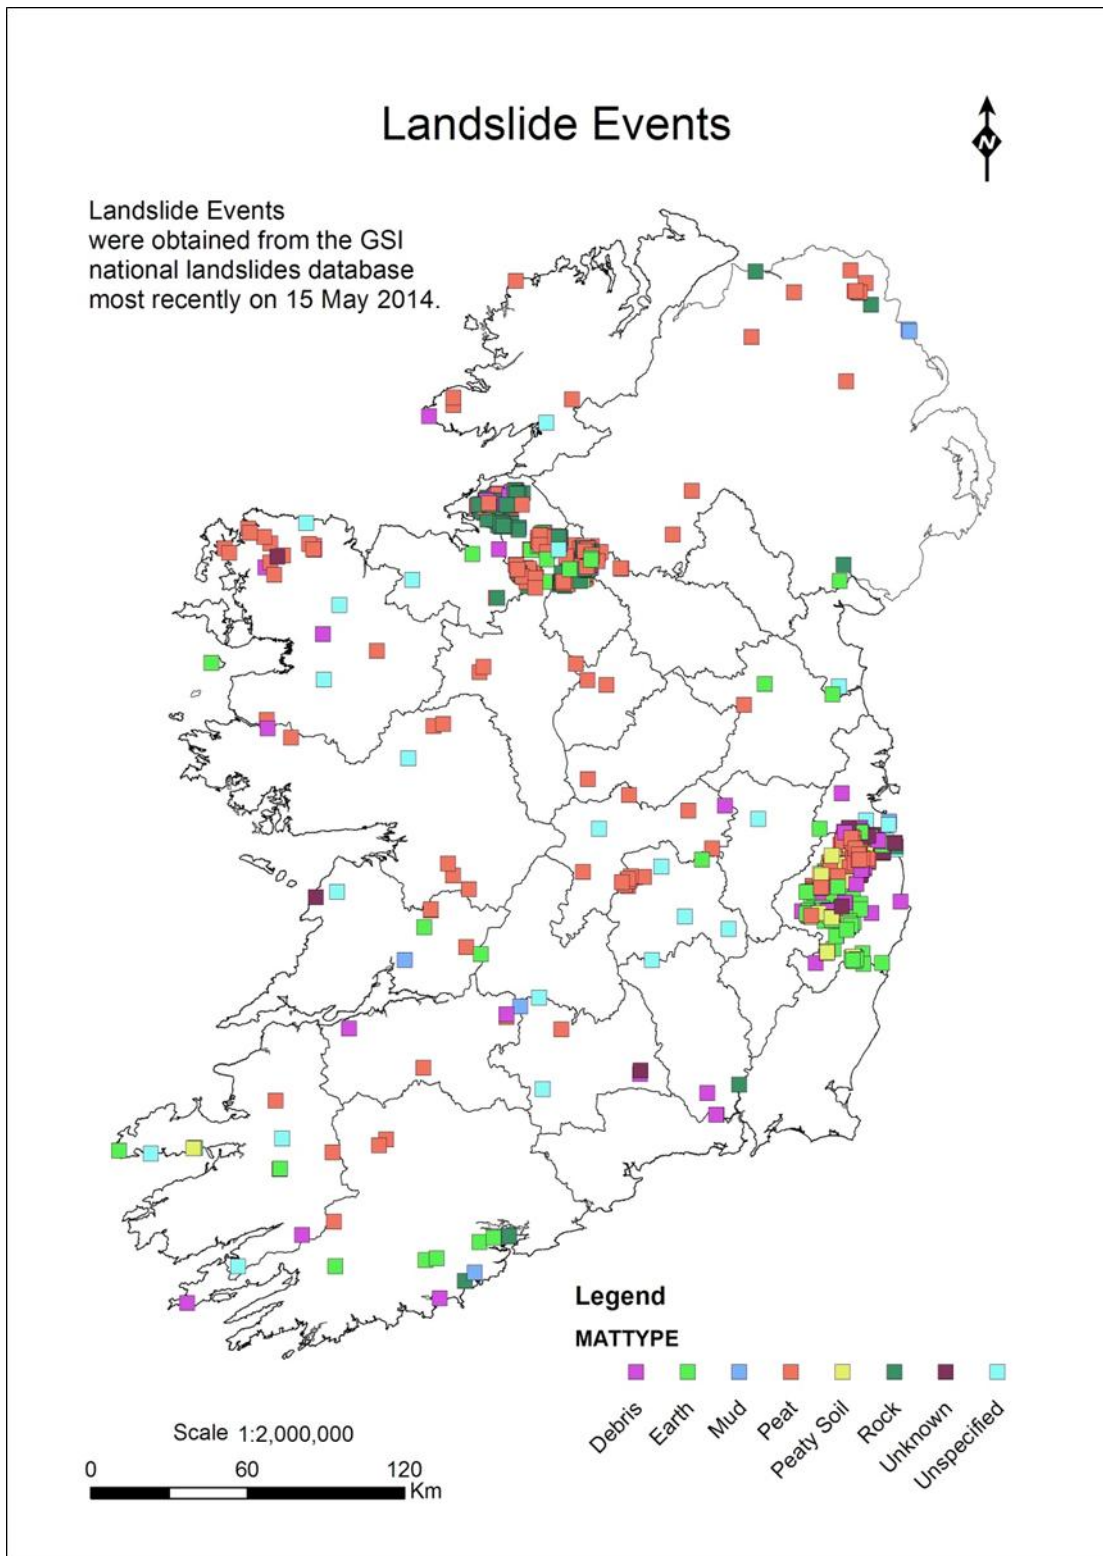 Landslide Events
N
Landslide Events
were obtained from the GSI
national landslides database
most recently on 15 May 2014.
Legend
MATTYPE
Debris
Earth
Mud
Peat
Peaty Soil
Rock
Unknown
Unspecified
Scale 1:2,000,000
0 60 120
Km